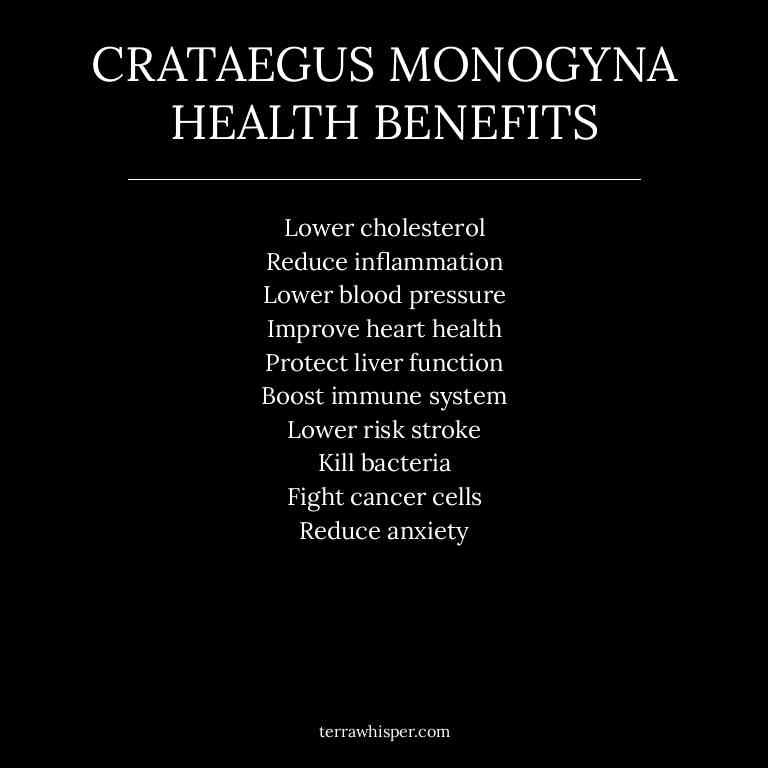 CRATAEGUS MONOGYNA
HEALTH BENEFITS
Lower cholesterol
Reduce inflammation
Lower blood pressure
Improve heart health
Protect liver function
Boost immune system
Lower risk stroke
Kill bacteria
Fight cancer cells
Reduce anxiety
terrawhisper.com